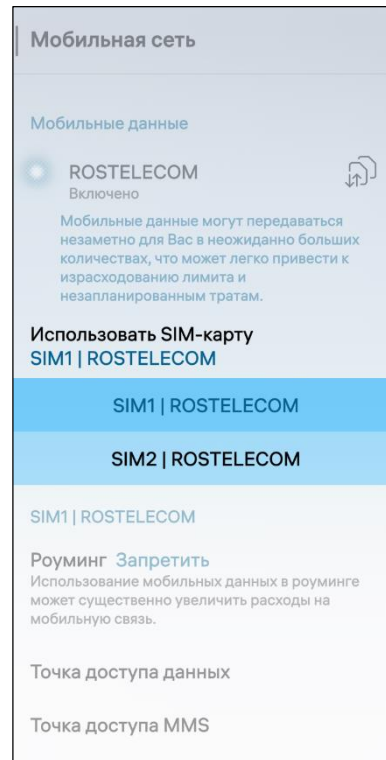 Мобильная сеть
Мобильные данные
ROSTELECOM
Включено
Мобильные данные могут передаваться
незаметно для Вас в неожиданно больших
количествах, что может легко привести к
израсходованию лимита и
незапланированным тратам.
Использовать SIM-карту
SIM1 | ROSTELECOM
SIM1 | ROSTELECOM
SIM2 | ROSTELECOM
SIM1 | ROSTELECOM
Роуминг Запретить
Использование мобильных данных в роуминге
может существенно увеличить расходы на
мобильную связь.
Точка доступа данных
Точка доступа MMS